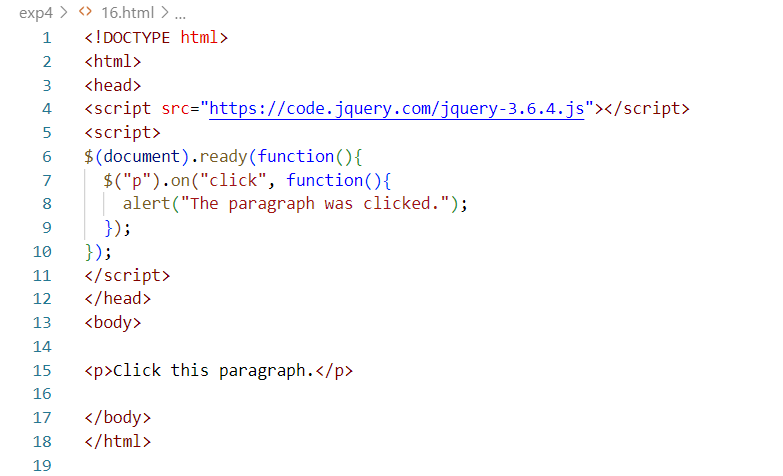 exp4 > <> 16.html > ...
1 <!DOCTYPE html>
2 <html>
3 <head>
4 <script src="https://code.jquery.com/jquery-3.6.4.js"></script>
5 <script>
6 $(document).ready(function(){
7   $("p").on("click", function(){
8     alert("The paragraph was clicked.");
9   });
10 });
11 </script>
12 </head>
13 <body>
14
15 <p>Click this paragraph.</p>
16
17 </body>
18 </html>
19